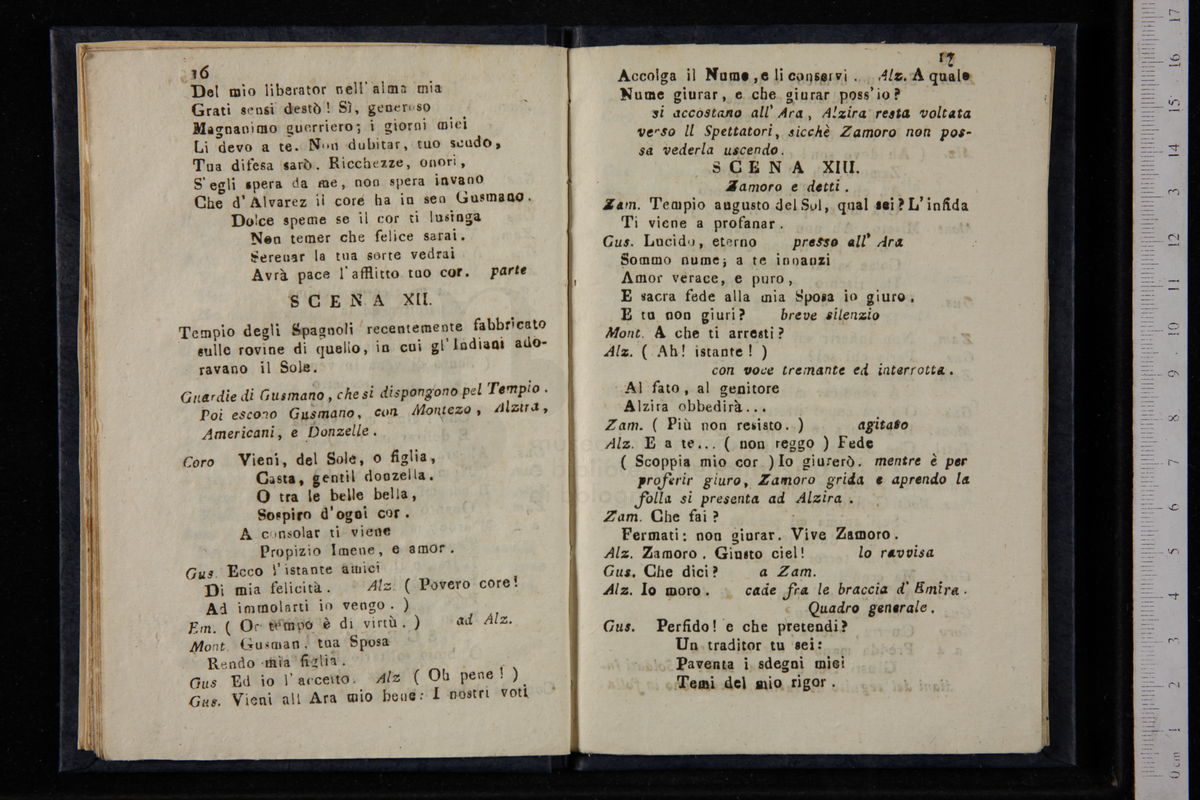 16
Del mio liberator nell' alma mia
Grati sensi destò! Sì, generoso
Magnanimo guerriero; i giorni miei
Li devo a te. Non dubitar, tuo scudo,
Tua difesa sarò. Ricchezze, onori,
S' egli spera da me, non spera invano
Che d' Alvarez il core ha in sen Gusmano.
Dolce speme se il cor ti lusinga
Non temer che felice sarai.
Serenar la tua sorte vedrai
Avrà pace l' afflitto tuo cor. parte
SCENA XII.
Tempio degli Spagnoli recentemente fabbricato
sulle rovine di quello, in cui gl' Indiani ado-
ravano il Sole.
Guardie di Gusmano, che si dispongono pel Tempio.
Poi escono Gusmano, con Montezo, Alzira,
Americani, e Donzelle.
Coro Vieni, del Sole, o figlia,
Casta, gentil donzella.
O tra le belle bella,
Sospiro d' ogni cor.
A consolar ti viene
Propizio Imene, e amor.
Gus. Ecco l' istante amici
Di mia felicità. Alz. ( Povero core!
Ad immolarti io vengo. )
Em. ( Or tempo è di virtù. ) ad Alz.
Mont. Gusman, tua Sposa
Rendo mia figlia.
Gus Ed io l' accetto. Alz ( Oh pene! )
Gus. Vieni all Ara mio bene: I nostri voti
17
Accolga il Nume, e li conservi. Alz. A quale
Nume giurar, e che giurar poss' io?
si accostano all' Ara, Alzira resta voltata
verso ll Spettatori, sicchè Zamoro non pos-
sa vederla uscendo.
SCENA XIII.
Zamoro e detti.
Zam. Tempio augusto del Sol, qual sei? L' infida
Ti viene a profanar.
Gus. Lucido, eterno presso all' Ara
Sommo nume; a te innanzi
Amor verace, e puro,
E sacra fede alla mia Sposa io giuro.
E tu non giuri? breve silenzio
Mont. A che ti arresti?
Alz. ( Ah! istante! )
con voce tremante ed interrotta.
Al fato, al genitore
Alzira obbedirà...
Zam. ( Più non resisto. ) agitato
Alz. E a te... ( non reggo ) Fede
( Scoppia mio cor ) Io giurerò. mentre è per
proferir giuro, Zamoro grida e aprendo la
folla si presenta ad Alzira.
Zam. Che fai?
Fermati: non giurar. Vive Zamoro.
Alz. Zamoro. Giusto ciel! lo ravvisa
Gus. Che dici? a Zam.
Alz. Io moro. cade fra le braccia d' Emira.
Quadro generale.
Gus. Perfido! e che pretendi?
Un traditor tu sei:
Paventa i sdegni miei
Temi del mio rigor.